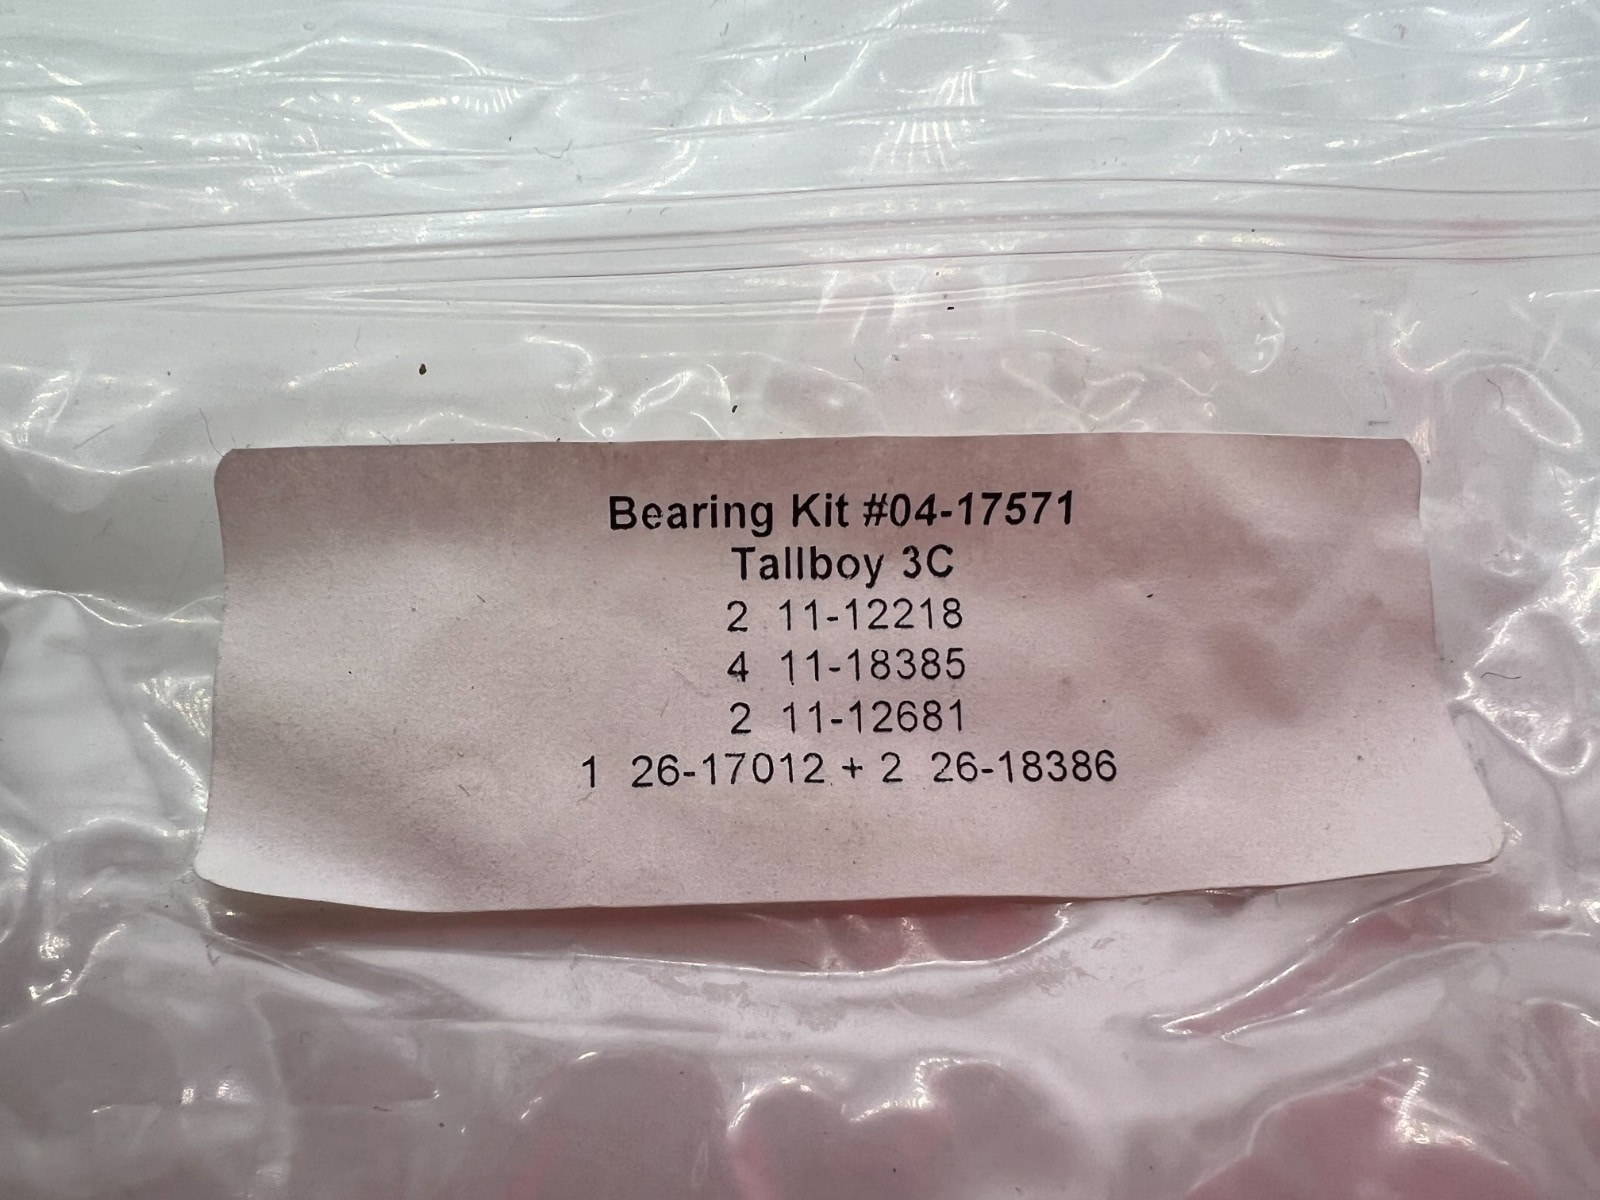 Bearing Kit #04-17571
Tallboy 3C
2 11-12218
4 11-18385
2 11-12681
1 26-17012 + 2 26-18386